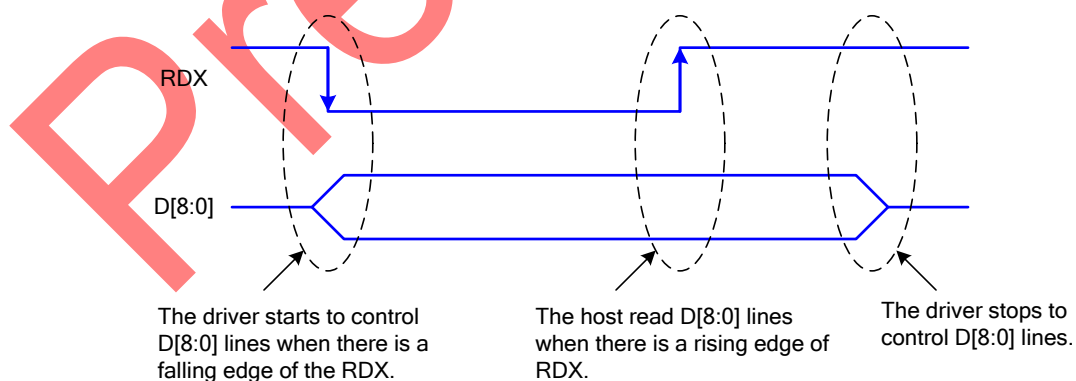 Pre
RDX
D[8:0]
The driver starts to control
D[8:0] lines when there is a
falling edge of the RDX.
The host read D[8:0] lines
when there is a rising edge of
RDX.
The driver stops to
control D[8:0] lines.